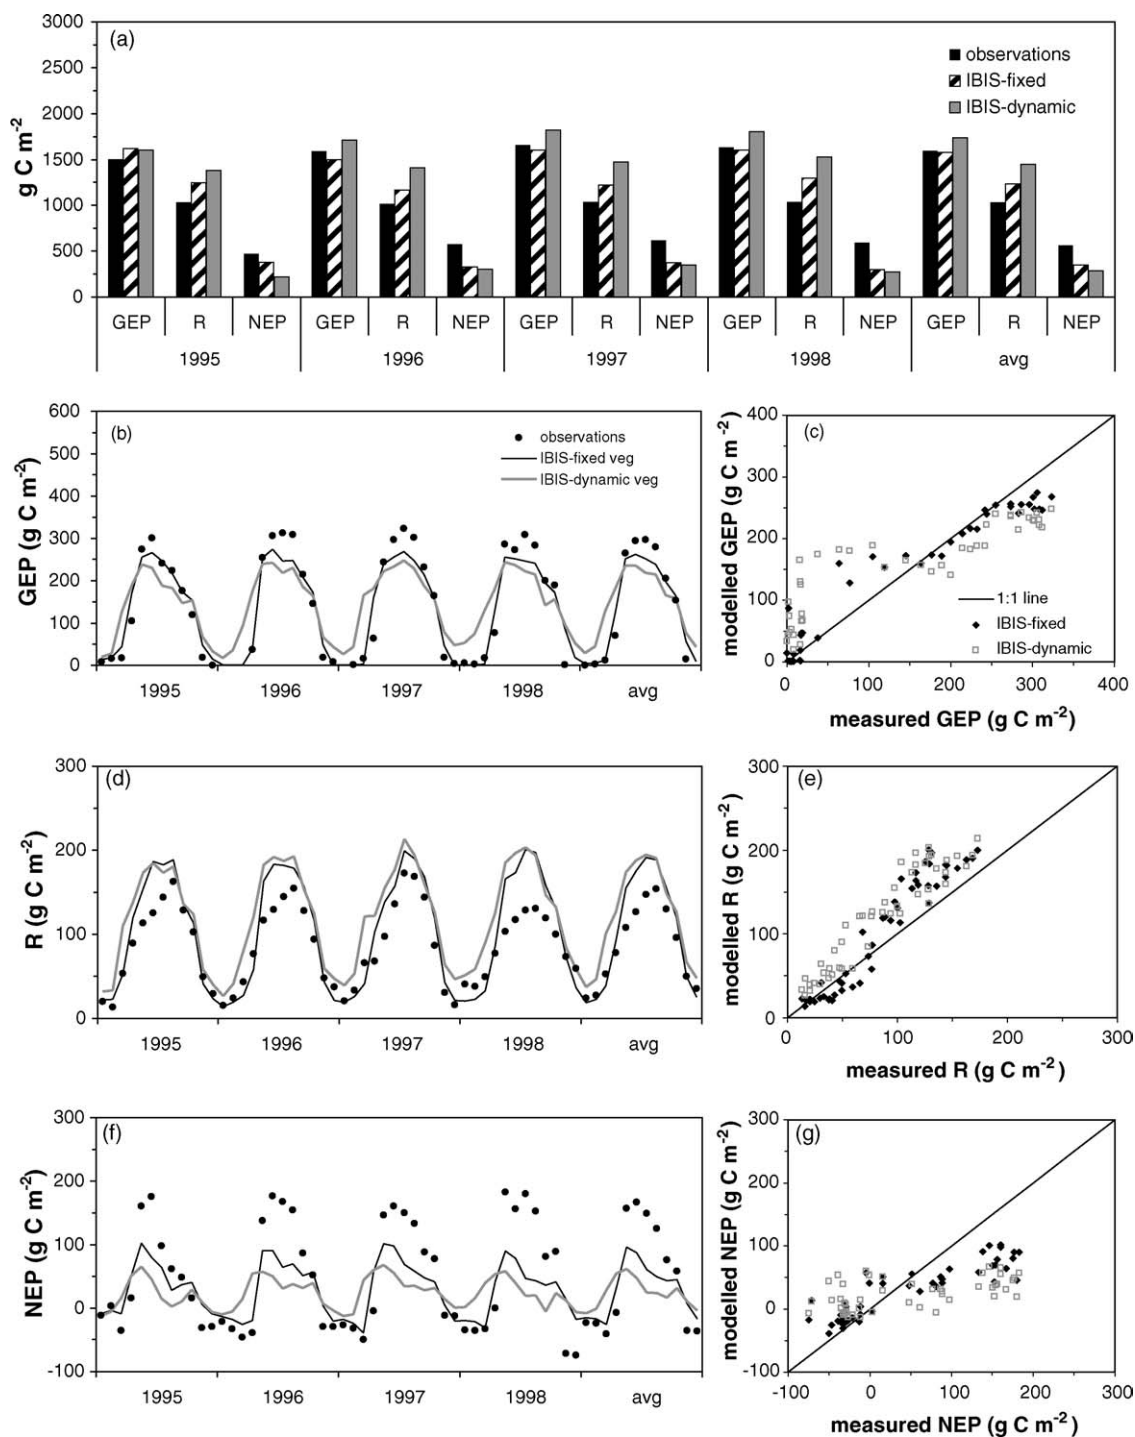 (a)
g C m-2
3000
2500
2000
1500
1000
500
0
observations
IBIS-fixed
IBIS-dynamic
GEP R NEP GEP R NEP GEP R NEP GEP R NEP GEP R NEP
1995 1996 1997 1998 avg
(b)
GEP (g C m-2)
600
500
400
300
200
100
0
observations
IBIS-fixed veg
IBIS-dynamic veg
1995 1996 1997 1998 avg
(c)
modelled GEP (g C m-2)
400
300
200
100
0
1:1 line
IBIS-fixed
IBIS-dynamic
0 100 200 300 400
measured GEP (g C m-2)
(d)
R (g C m-2)
300
200
100
0
1995 1996 1997 1998 avg
(e)
modelled R (g C m-2)
300
200
100
0
0 100 200 300
measured R (g C m-2)
(f)
NEP (g C m-2)
300
200
100
0
-100
1995 1996 1997 1998 avg
(g)
modelled NEP (g C m-2)
300
200
100
0
-100
-100 0 100 200 300
measured NEP (g C m-2)